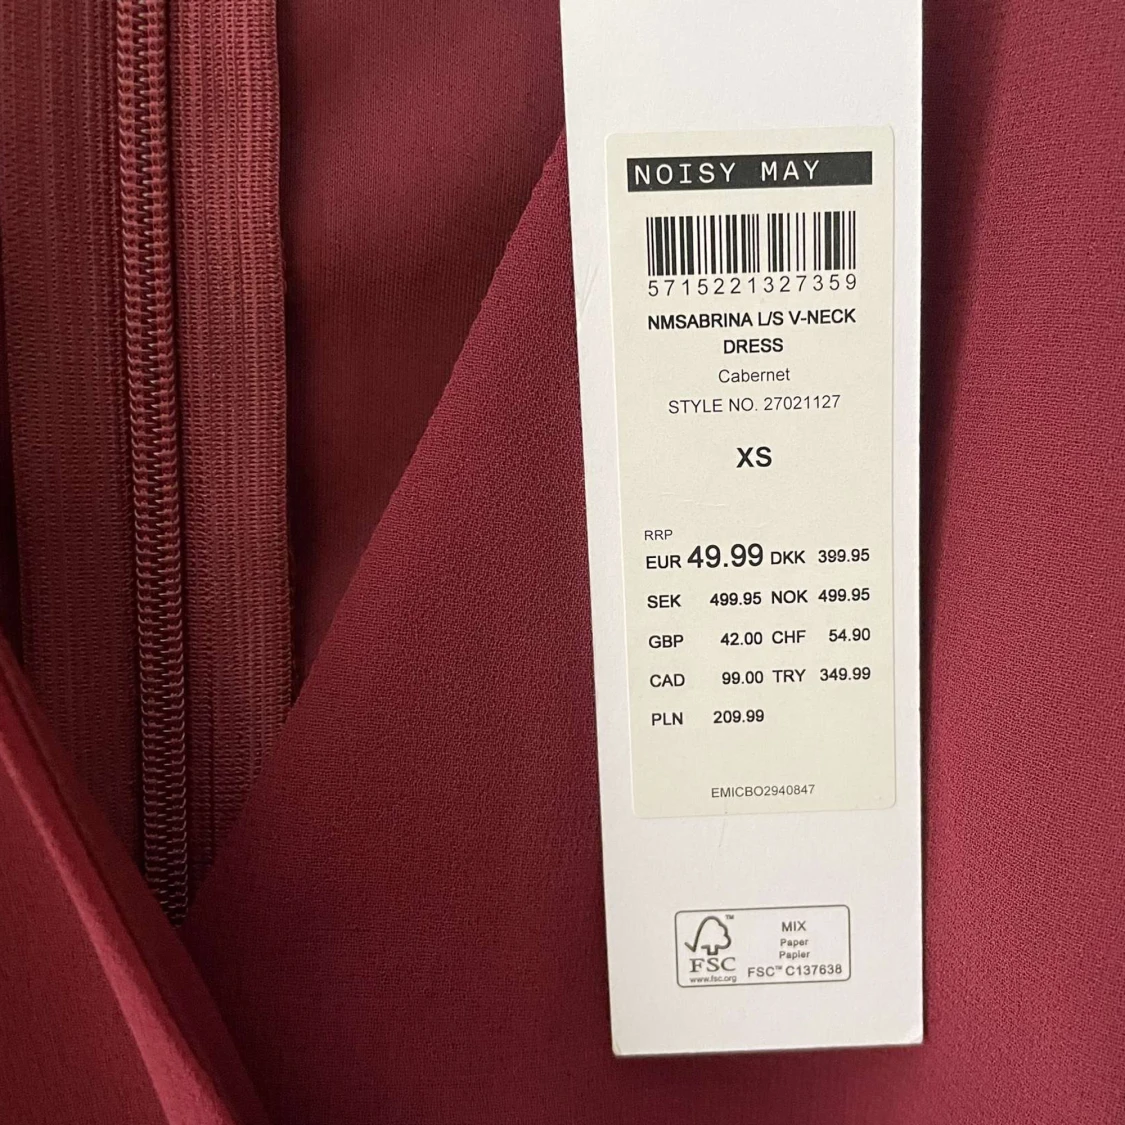 NOISY MAY
5715221327359
NMSABRINA L/S V-NECK
DRESS
Cabernet
STYLE NO. 27021127
XS
RRP
EUR 49.99 DKK 399.95
SEK 499.95 NOK 499.95
GBP 42.00 CHF 54.90
CAD 99.00 TRY 349.99
PLN 209.99
EMICBO2940847
FSC™
www.fsc.org
MIX
Paper
Papier
FSC™ C137638